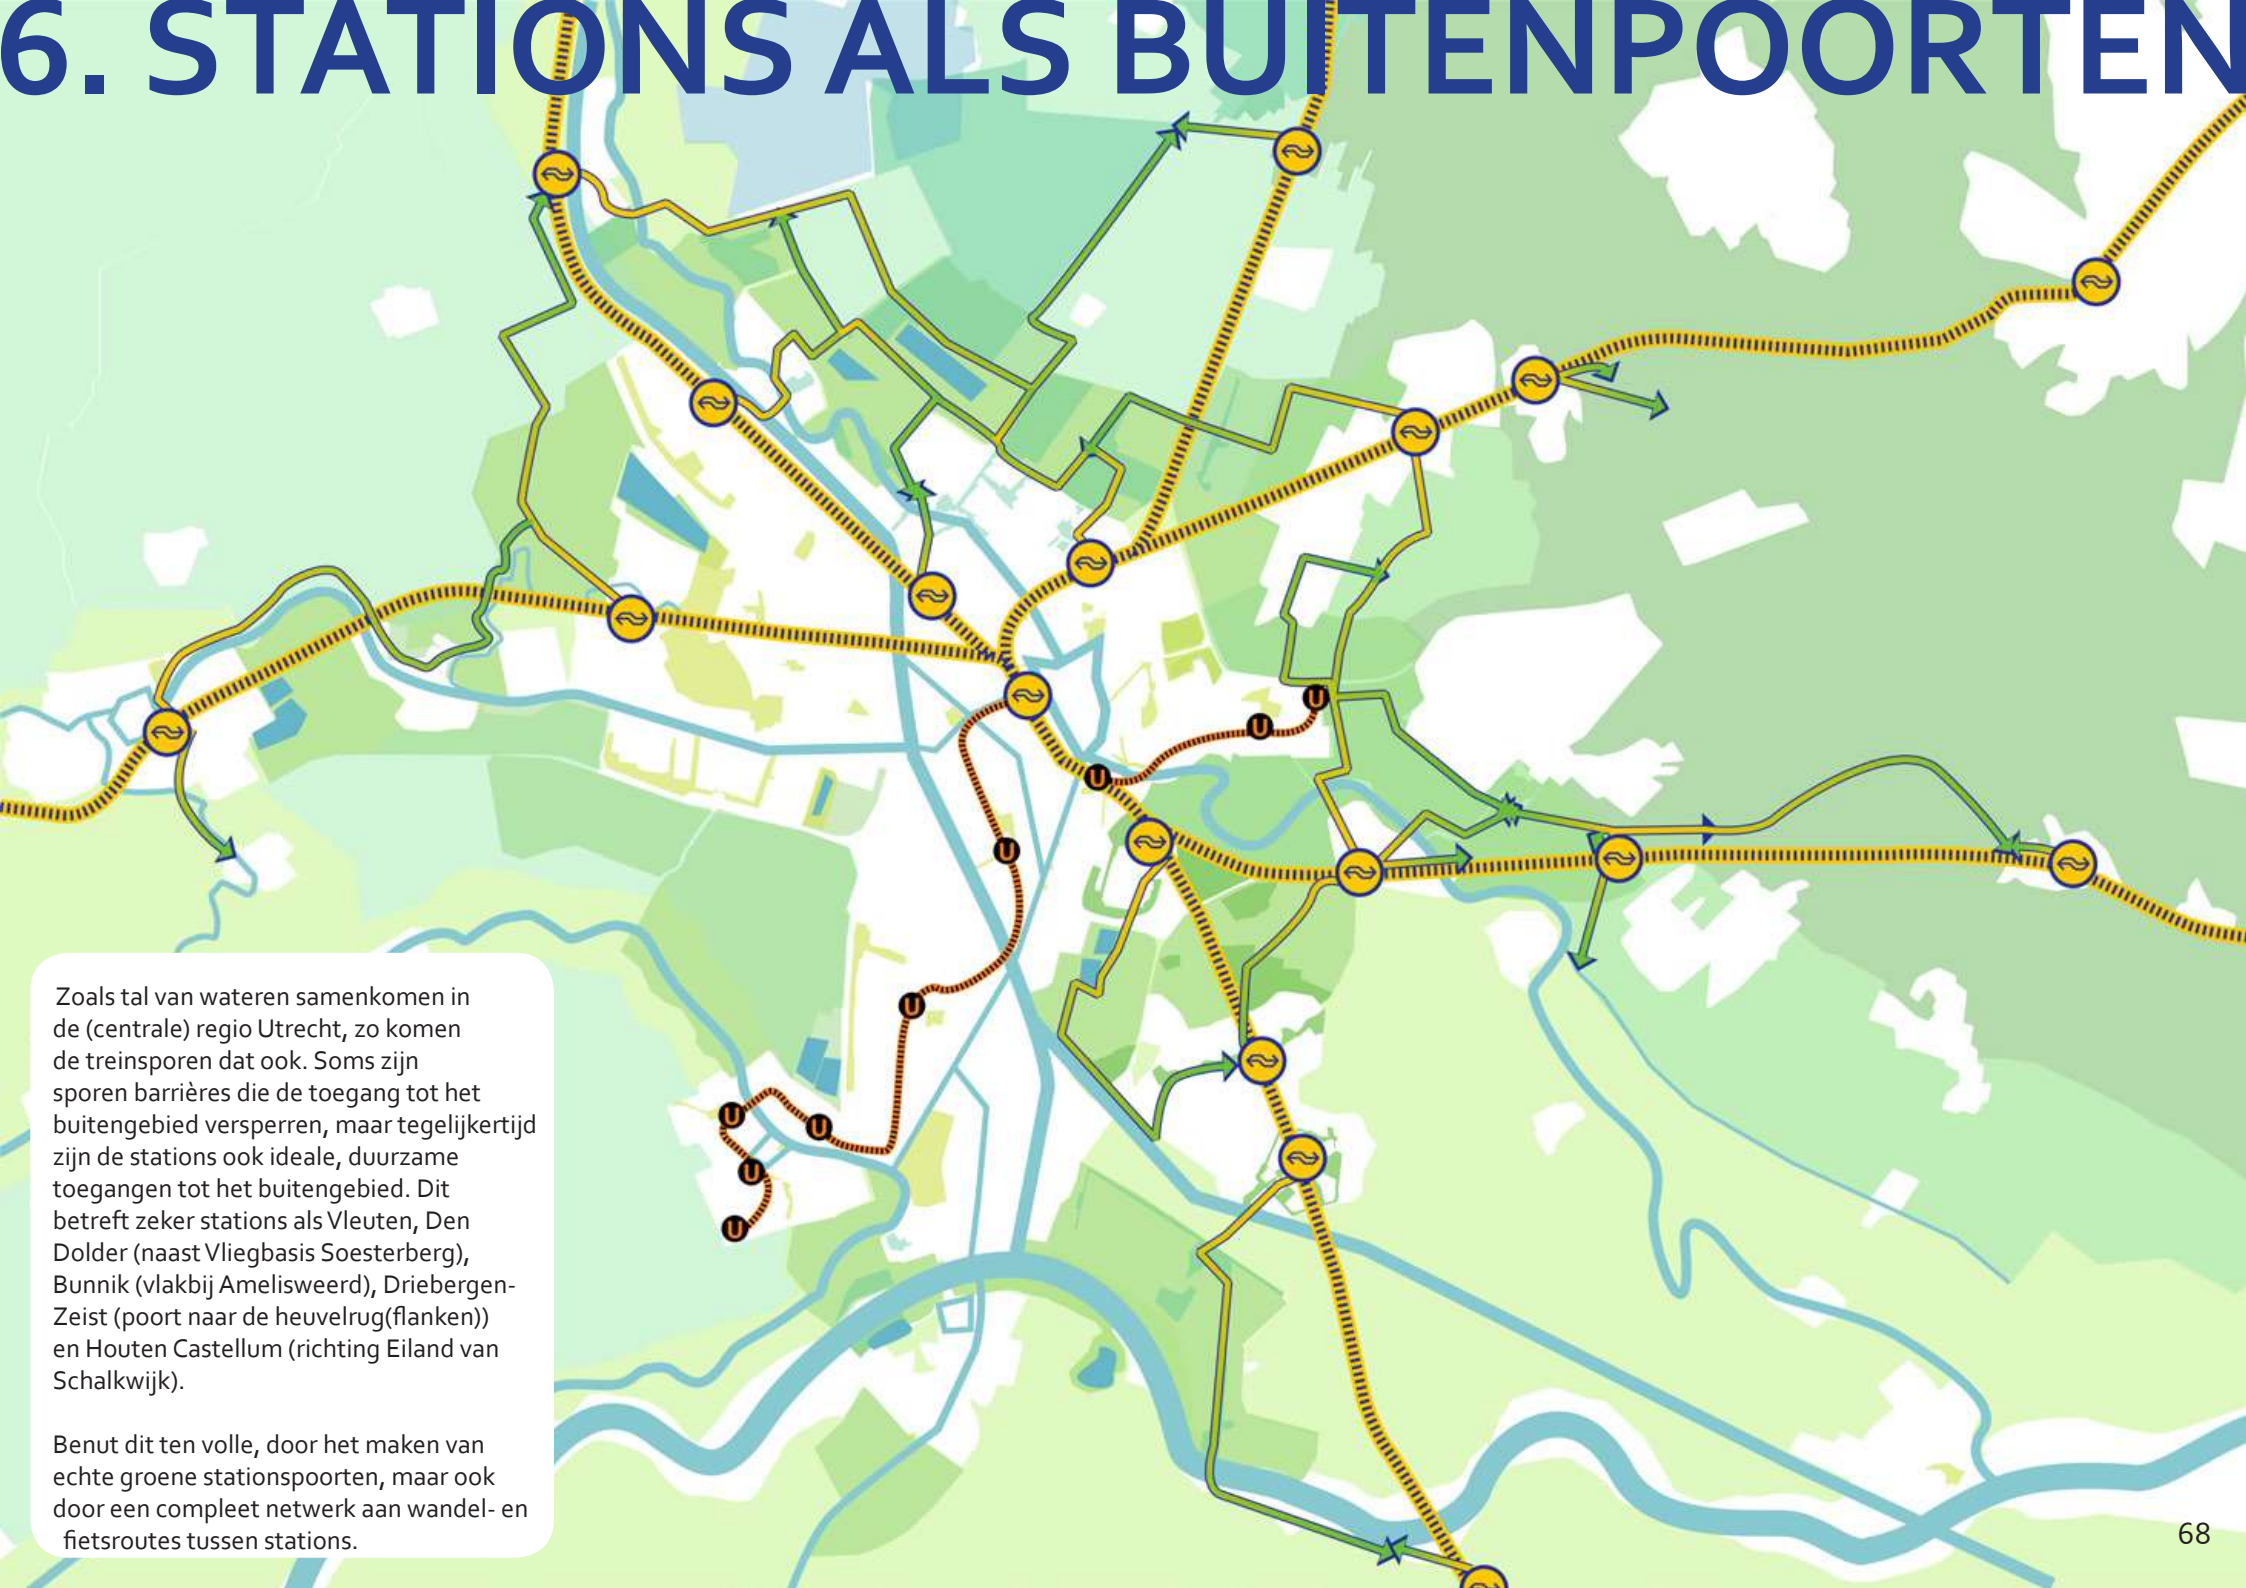 6. STATIONS ALS BUITENPOORTEN
U
U
U
U
U
U
U
U
U
Zoals tal van wateren samenkomen in
de (centrale) regio Utrecht, zo komen
de treinsporen dat ook. Soms zijn
sporen barrières die de toegang tot het
buitengebied versperren, maar tegelijkertijd
zijn de stations ook ideale, duurzame
toegangen tot het buitengebied. Dit
betreft zeker stations als Vleuten, Den
Dolder (naast Vliegbasis Soesterberg),
Bunnik (vlakbij Amelisweerd), Driebergen-
Zeist (poort naar de heuvelrug(flanken))
en Houten Castellum (richting Eiland van
Schalkwijk).
Benut dit ten volle, door het maken van
echte groene stationspoorten, maar ook
door een compleet netwerk aan wandel- en
fietsroutes tussen stations.
68